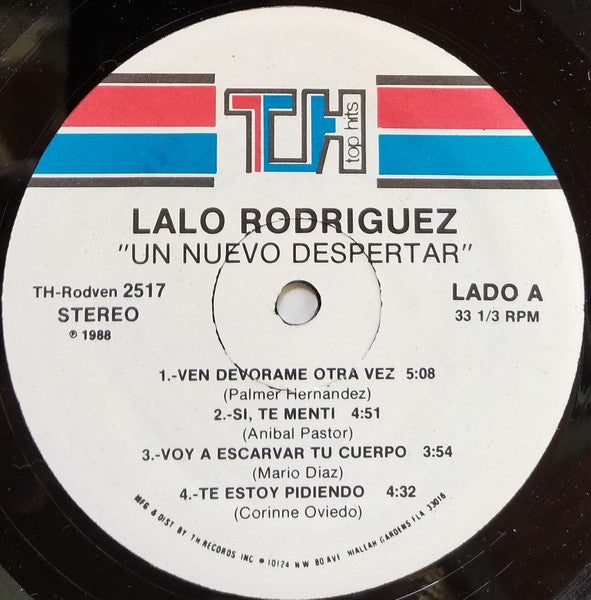 TH
top hits
LALO RODRIGUEZ
"UN NUEVO DESPERTAR"
TH-Rodven 2517
STEREO
℗ 1988
LADO A
33 1/3 RPM
1.-VEN DEVORAME OTRA VEZ 5:08
(Palmer Hernandez)
2.-SI, TE MENTI 4:51
(Anibal Pastor)
3.-VOY A ESCARVAR TU CUERPO 3:54
(Mario Diaz)
4.-TE ESTOY PIDIENDO 4:32
(Corinne Oviedo)
MFG & DIST BY TH RECORDS INC ● 10124 N W 80 AVE HIALEAH GARDENS FLA 33016